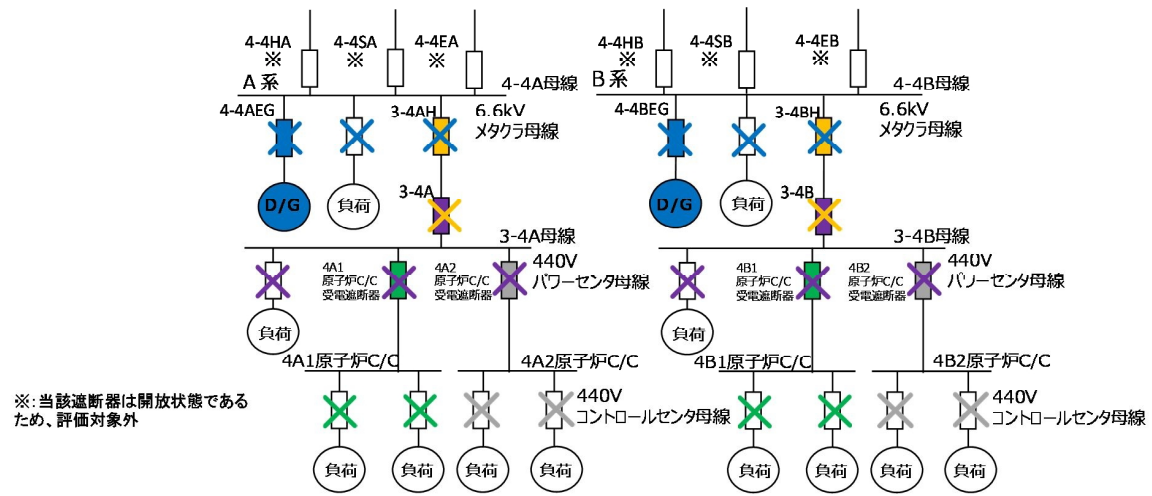 4-4HA
※
4-4SA
※
4-4EA
※
A系
4-4A母線
4-4AEG
3-4AH
6.6kV
メタクラ母線
D/G
負荷
3-4A
3-4A母線
4A1
原子炉C/C
受電遮断器
4A2
原子炉C/C
受電遮断器
440V
パワーセンタ母線
負荷
4A1原子炉C/C
4A2原子炉C/C
440V
コントロールセンタ母線
負荷
負荷
負荷
負荷
4-4HB
※
4-4SB
※
4-4EB
※
B系
4-4B母線
4-4BEG
3-4BH
6.6kV
メタクラ母線
D/G
負荷
3-4B
3-4B母線
4B1
原子炉C/C
受電遮断器
4B2
原子炉C/C
受電遮断器
440V
パワーセンタ母線
負荷
4B1原子炉C/C
4B2原子炉C/C
440V
コントロールセンタ母線
負荷
負荷
負荷
負荷
※:当該遮断器は開放状態である
ため、評価対象外